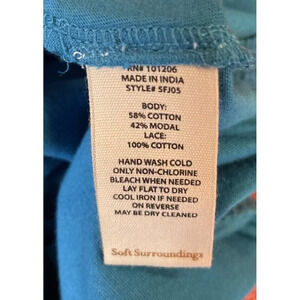 RN# 101206
MADE IN INDIA
STYLE# 5FJ05
BODY:
58% COTTON
42% MODAL
LACE:
100% COTTON
HAND WASH COLD
ONLY NON-CHLORINE
BLEACH WHEN NEEDED
LAY FLAT TO DRY
COOL IRON IF NEEDED
ON REVERSE
MAY BE DRY CLEANED
Soft Surroundings